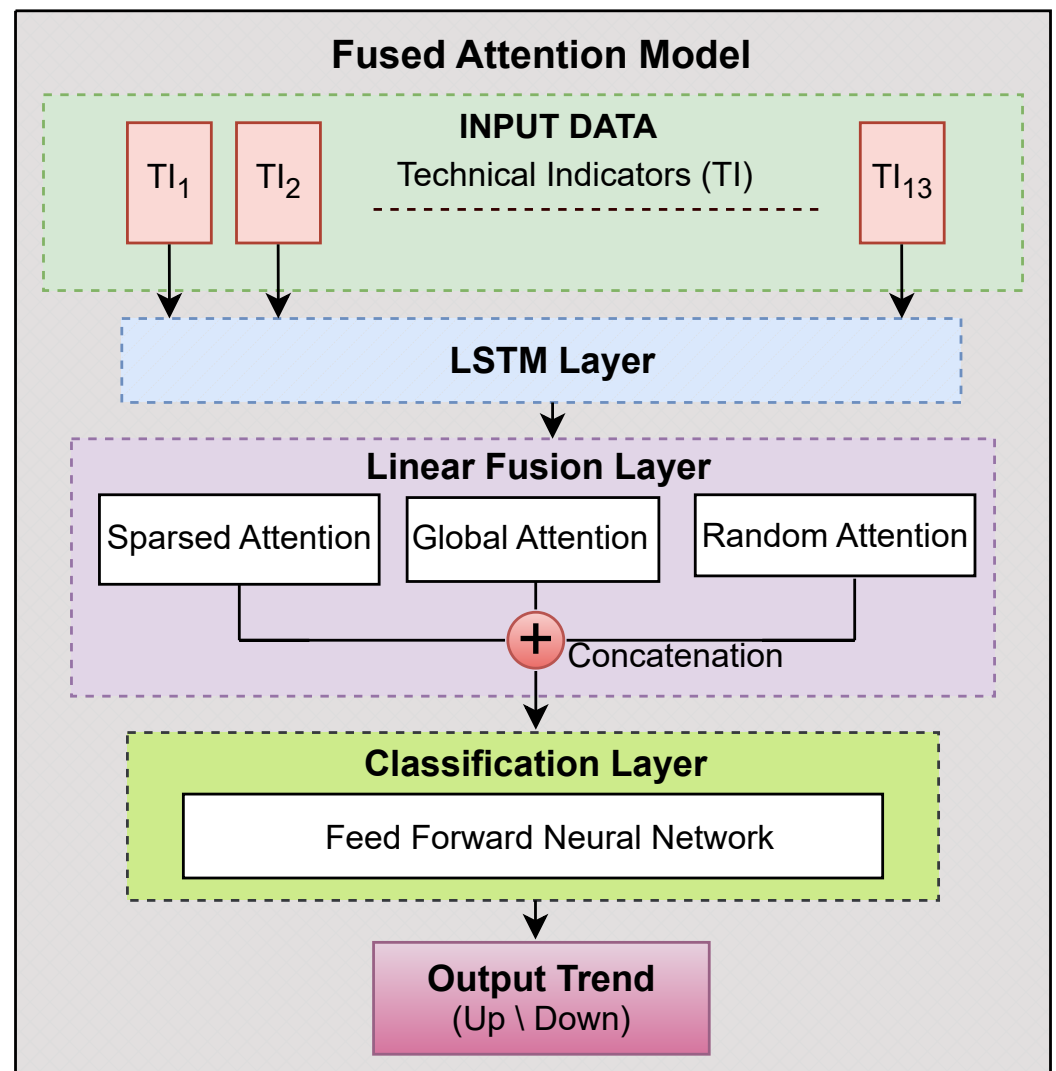 Fused Attention Model
INPUT DATA
TI1
TI2
Technical Indicators (TI)
TI13
LSTM Layer
Linear Fusion Layer
Sparsed Attention
Global Attention
Random Attention
+
Concatenation
Classification Layer
Feed Forward Neural Network
Output Trend
(Up \ Down)